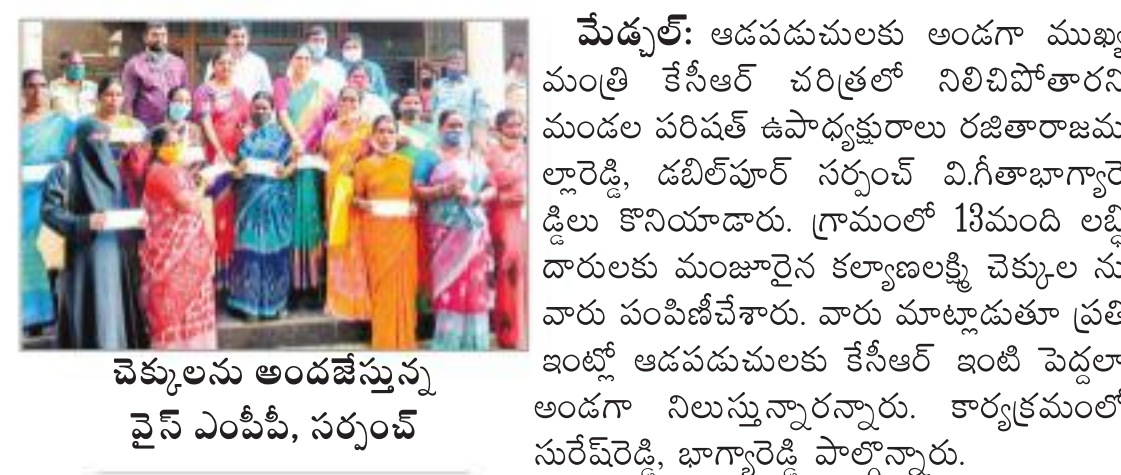 చెక్కులను అందజేస్తున్న
వైస్ ఎంపీపీ, సర్పంచ్
మేడ్చల్: ఆడపడుచులకు అండగా ముఖ్య
మంత్రి కేసీఆర్ చరిత్రలో నిలిచిపోతారని
మండల పరిషత్ ఉపాధ్యక్షురాలు రజితారాజమ
ల్లారెడ్డి, డబిల్‌పూర్ సర్పంచ్ వి.గీతాభాగ్యారె
డ్డిలు కొనియాడారు. గ్రామంలో 13మంది లబ్ధి
దారులకు మంజూరైన కల్యాణలక్ష్మి చెక్కుల ను
వారు పంపిణీచేశారు. వారు మాట్లాడుతూ ప్రతి
ఇంట్లో ఆడపడుచులకు కేసీఆర్ ఇంటి పెద్దలా
అండగా నిలుస్తున్నారన్నారు. కార్యక్రమంలో
సురేష్‌రెడ్డి, భాగ్యారెడ్డి పాల్గొన్నారు.